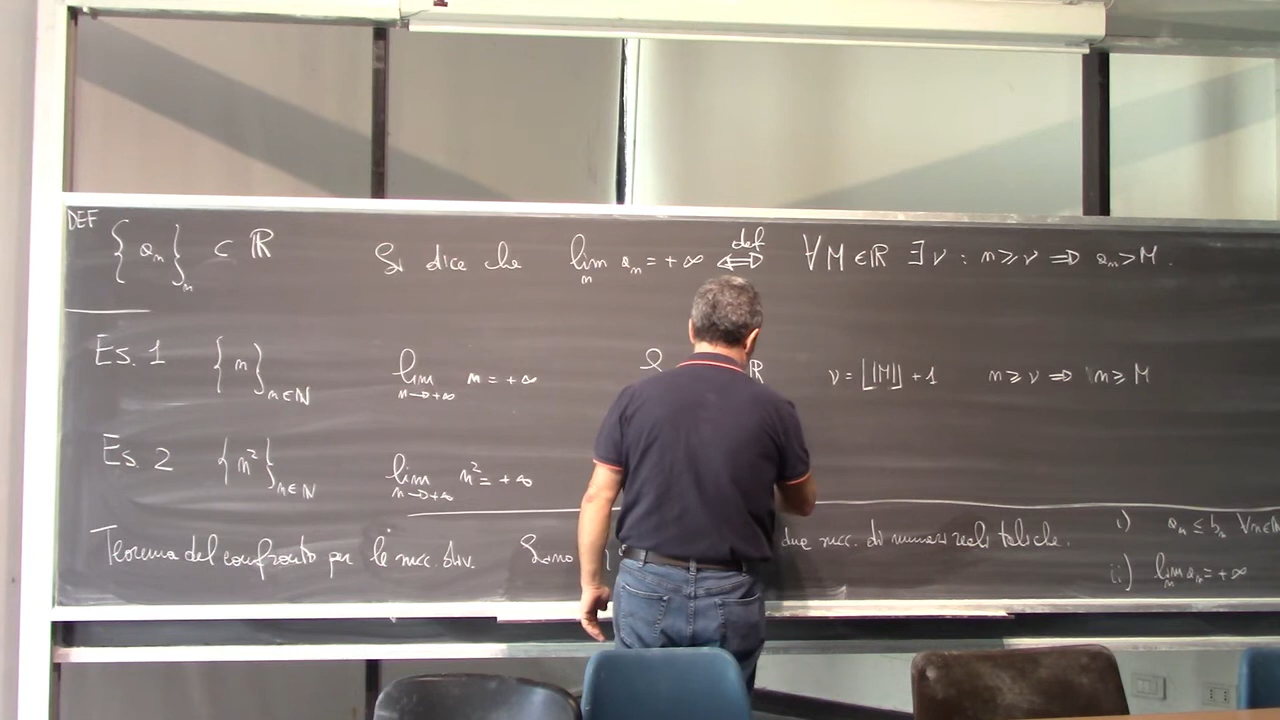 DEF
{aₙ}ₙ ⊂ ℝ Si dice che lim aₙ = +∞ ⇔ ∀M∈ℝ ∃ν : n≥ν ⇒ aₙ>M.
n
def
Es. 1 {n}n∈ℕ lim n = +∞ ℝ ν = ⌊|M|⌋ + 1 n≥ν ⇒ n≥M
n→+∞
Es. 2 {n²}n∈ℕ lim n² = +∞
n→+∞
Teorema del confronto per le succ. div. Siano due succ. di numeri reali tali che. i) aₙ ≤ bₙ ∀n∈ℕ
ii) lim aₙ = +∞
n